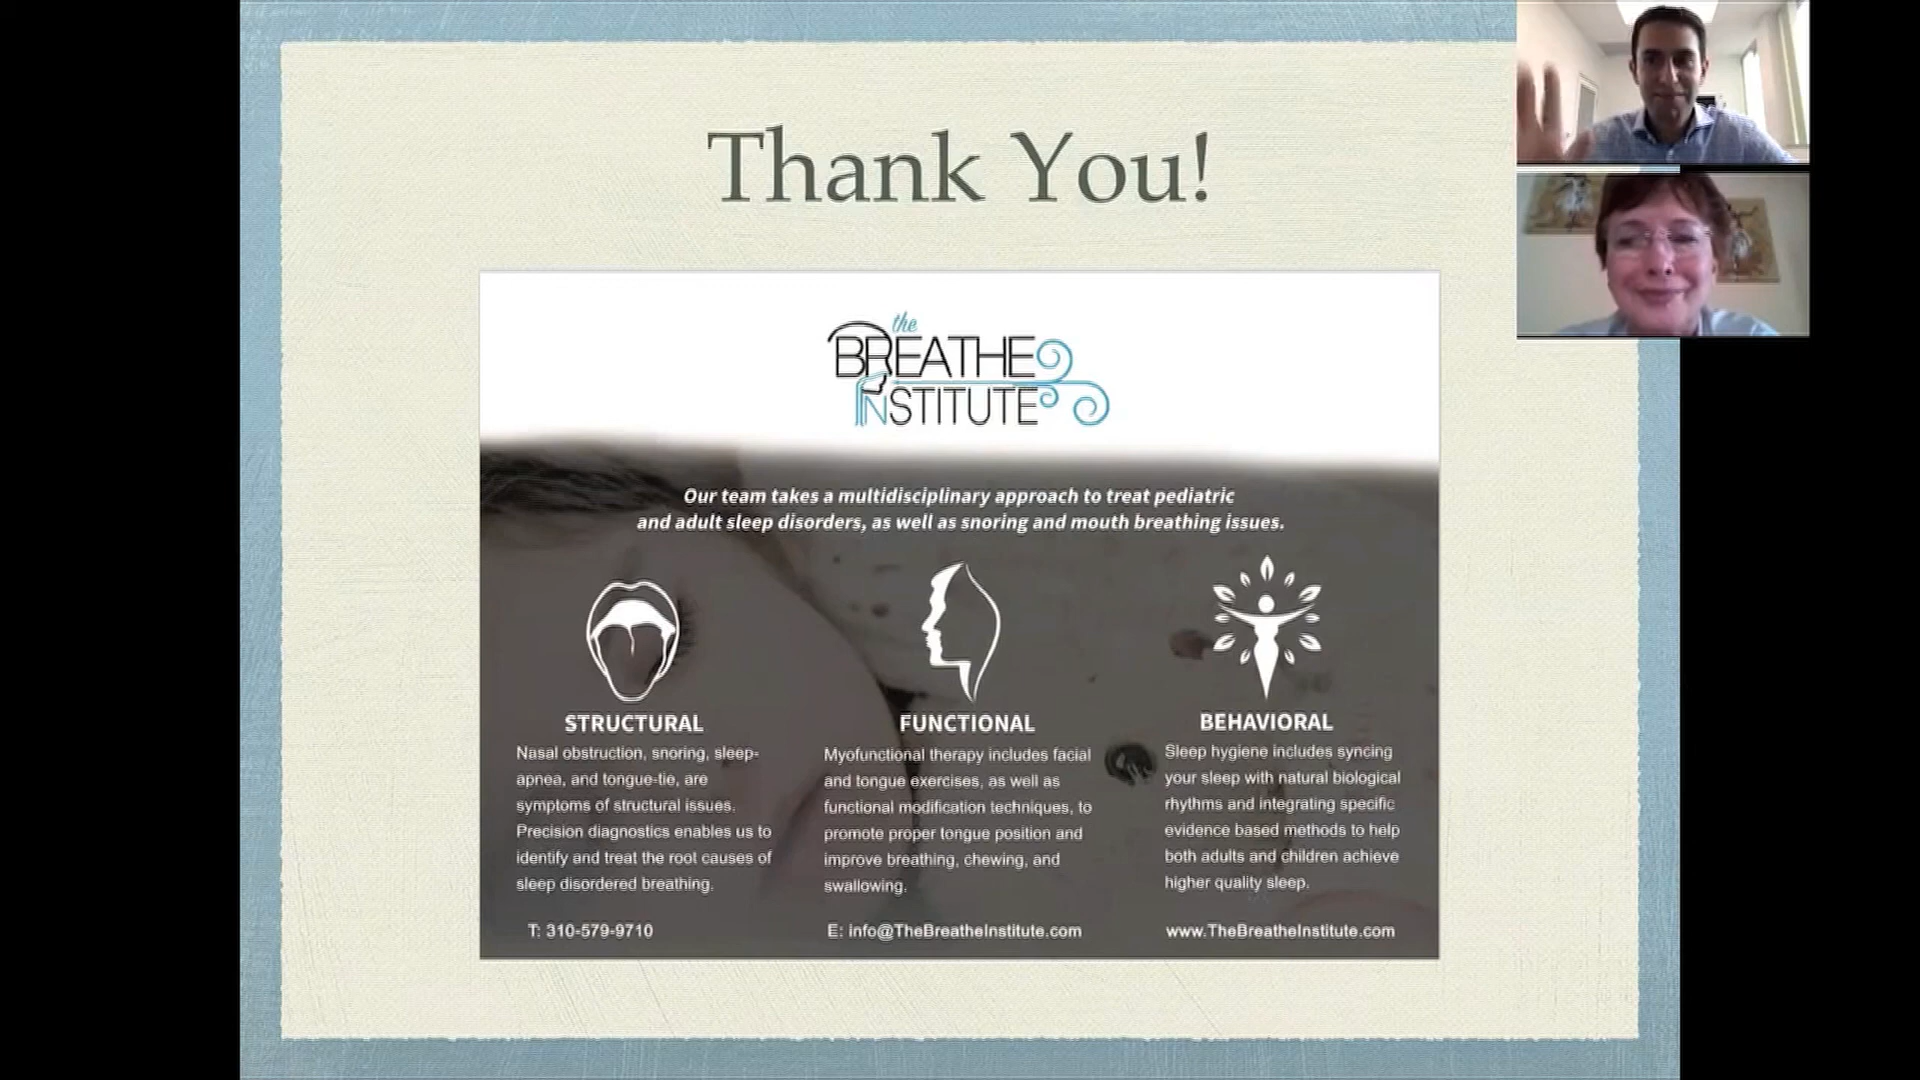 Thank You!
the
BREATHE
INSTITUTE
Our team takes a multidisciplinary approach to treat pediatric
and adult sleep disorders, as well as snoring and mouth breathing issues.
STRUCTURAL
Nasal obstruction, snoring, sleep-
apnea, and tongue-tie, are
symptoms of structural issues.
Precision diagnostics enables us to
identify and treat the root causes of
sleep disordered breathing.
T: 310-579-9710
FUNCTIONAL
Myofunctional therapy includes facial
and tongue exercises, as well as
functional modification techniques, to
promote proper tongue position and
improve breathing, chewing, and
swallowing.
E: info@TheBreatheInstitute.com
BEHAVIORAL
Sleep hygiene includes syncing
your sleep with natural biological
rhythms and integrating specific
evidence based methods to help
both adults and children achieve
higher quality sleep.
www.TheBreatheInstitute.com